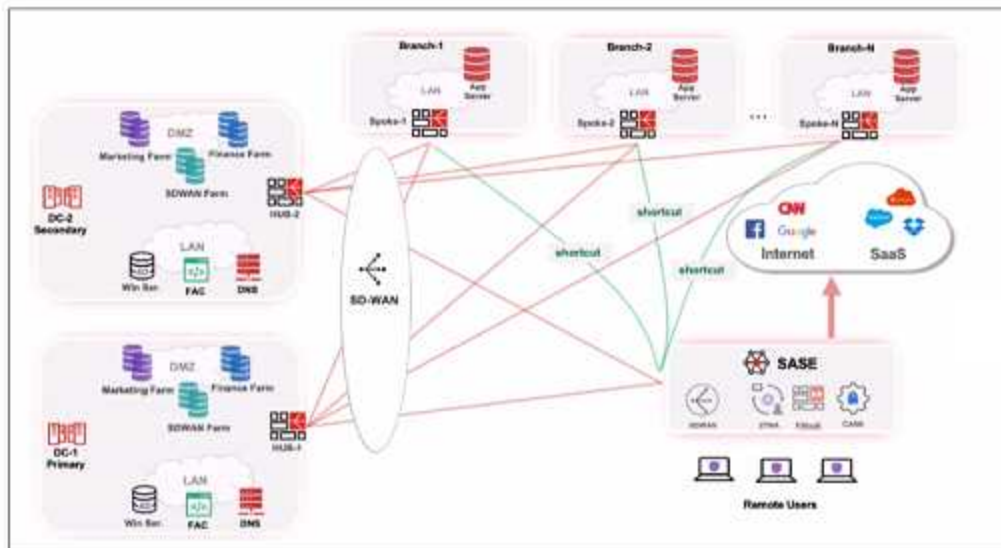 Branch-1
LAN
App
Server
Spoke-1
Branch-2
LAN
App
Server
Spoke-2
...
Branch-N
LAN
App
Server
Spoke-N
DMZ
Marketing Farm
Finance Farm
SDWAN Farm
DC-2
Secondary
HUB-2
LAN
Win Ser
FAC
DNS
SD-WAN
shortcut
shortcut
shortcut
CNN
Google
Internet
SaaS
DMZ
Marketing Farm
Finance Farm
SDWAN Farm
DC-1
Primary
HUB-1
LAN
Win Ser
FAC
DNS
SASE
SDWAN
ZTNA
CASB
Remote Users